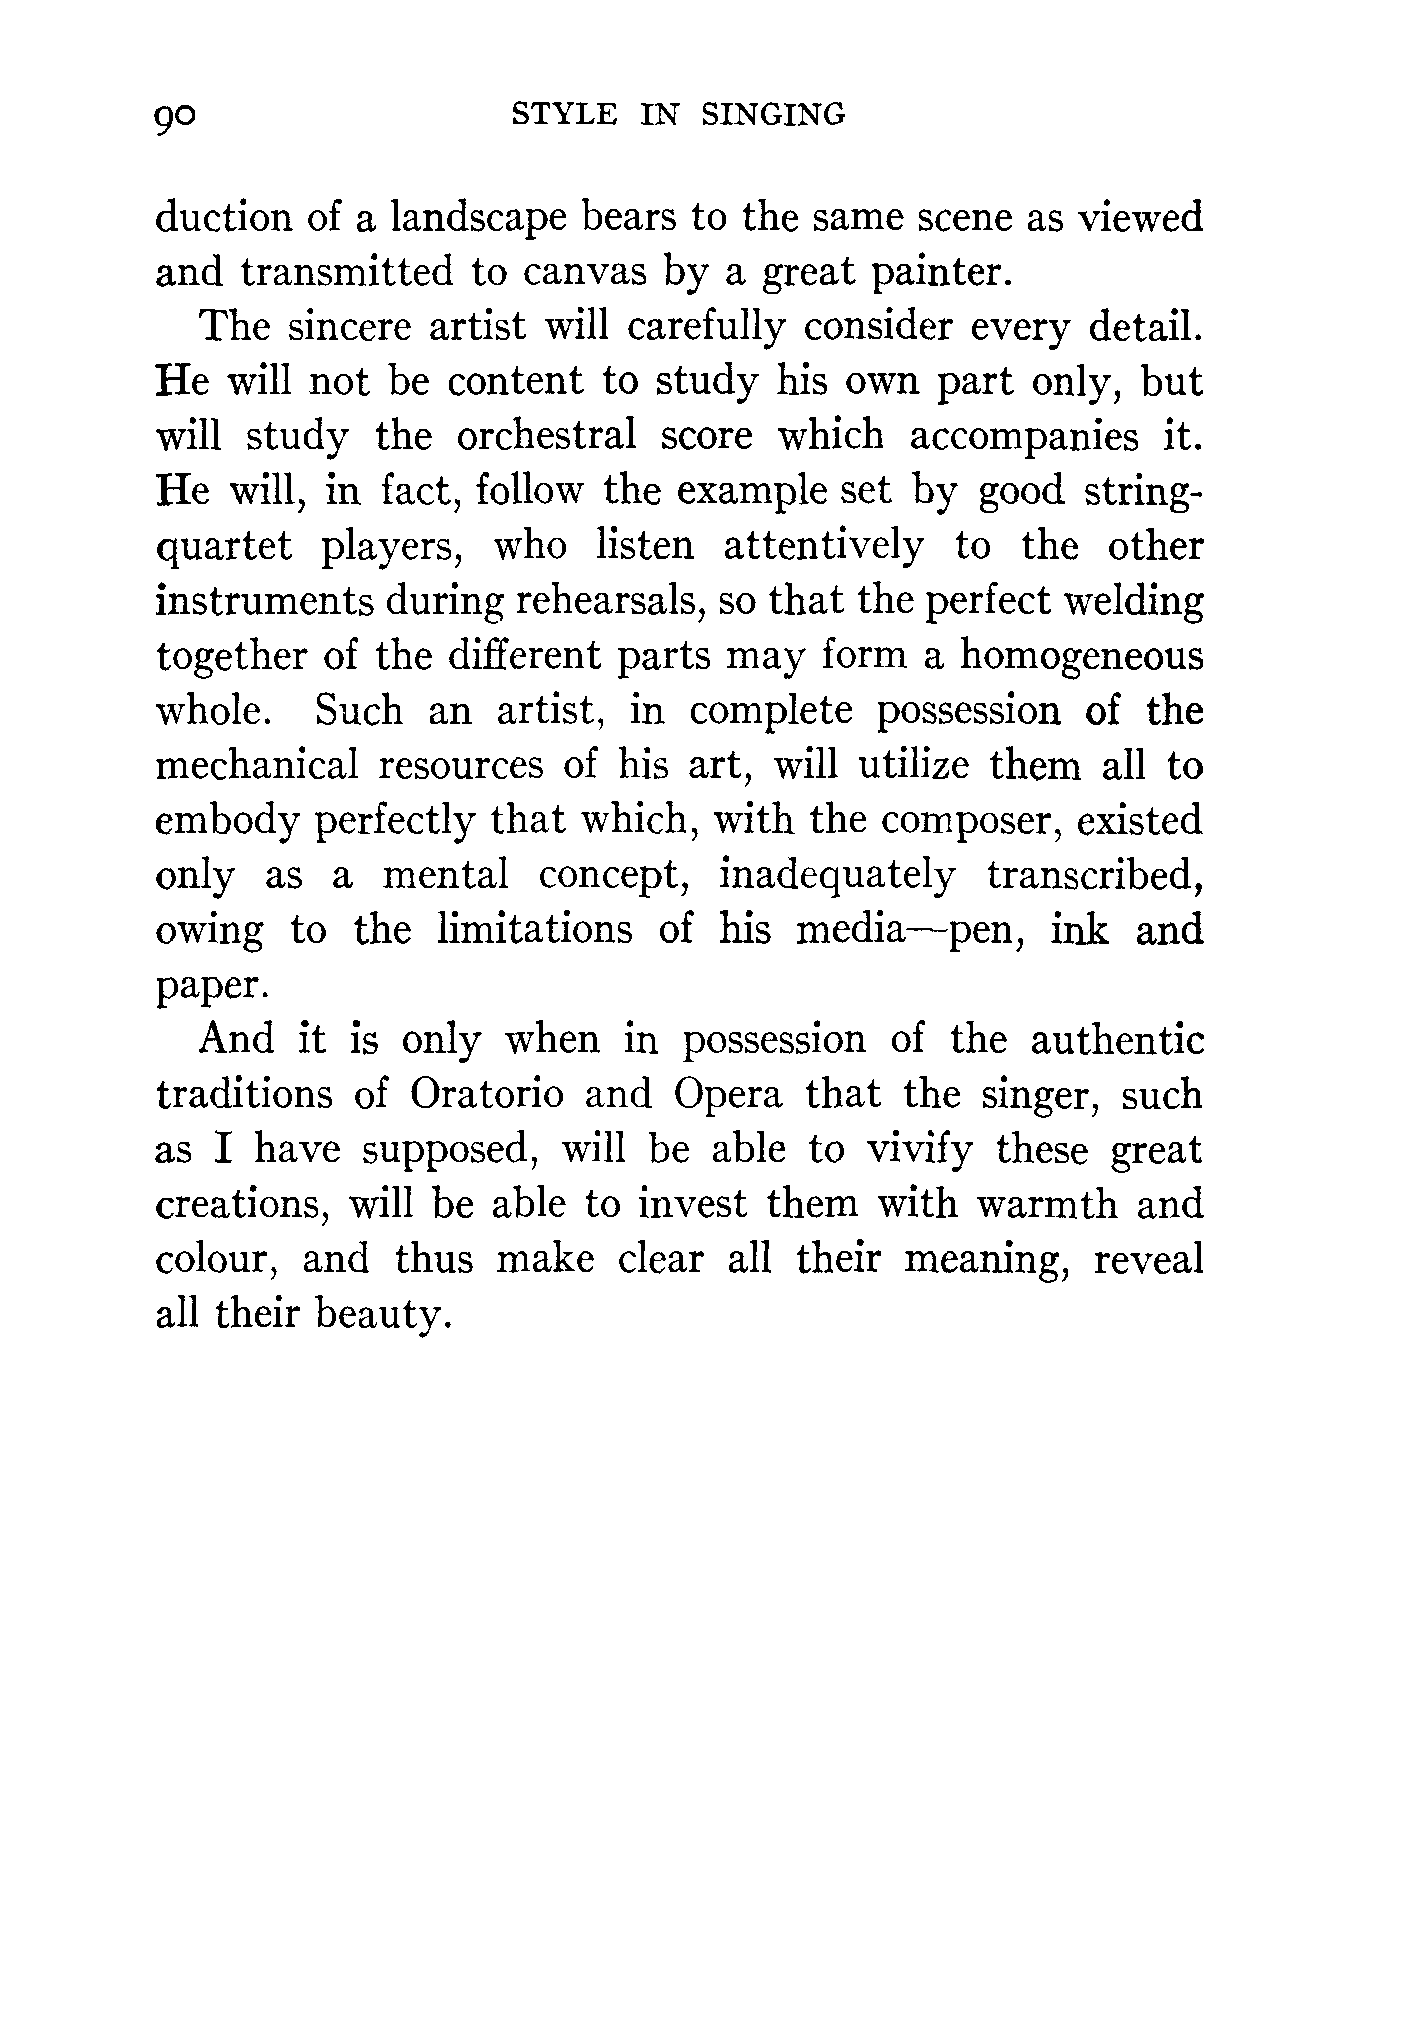 90 STYLE IN SINGING
duction of a landscape bears to the same scene as viewed
and transmitted to canvas by a great painter.
The sincere artist will carefully consider every detail.
He will not be content to study his own part only, but
will study the orchestral score which accompanies it.
He will, in fact, follow the example set by good string-
quartet players, who listen attentively to the other
instruments during rehearsals, so that the perfect welding
together of the different parts may form a homogeneous
whole. Such an artist, in complete possession of the
mechanical resources of his art, will utilize them all to
embody perfectly that which, with the composer, existed
only as a mental concept, inadequately transcribed,
owing to the limitations of his media—pen, ink and
paper.
And it is only when in possession of the authentic
traditions of Oratorio and Opera that the singer, such
as I have supposed, will be able to vivify these great
creations, will be able to invest them with warmth and
colour, and thus make clear all their meaning, reveal
all their beauty.